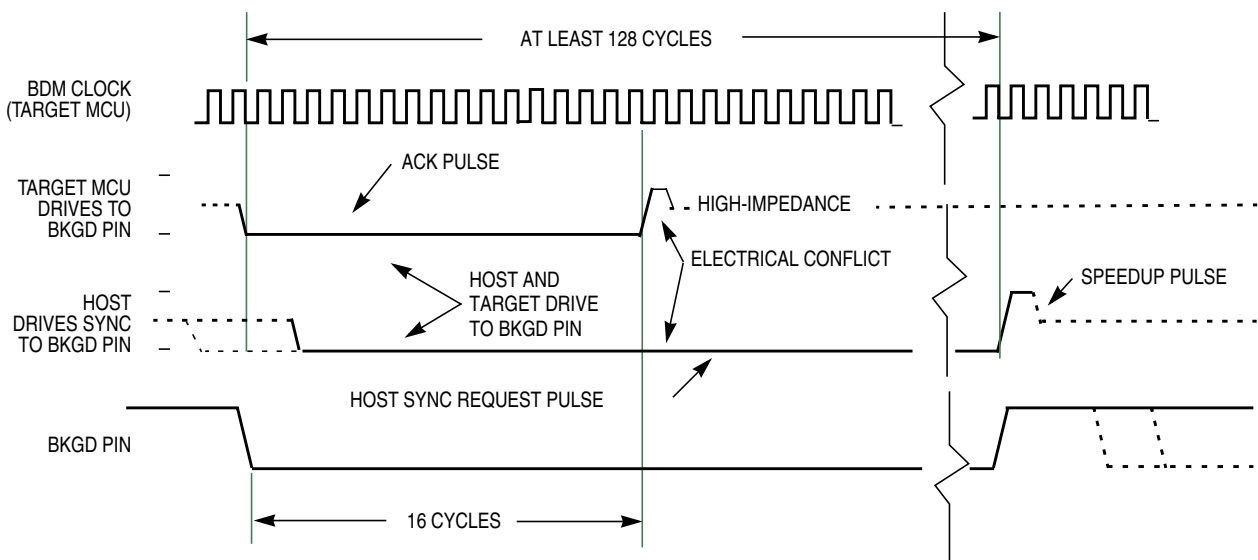 AT LEAST 128 CYCLES
BDM CLOCK
(TARGET MCU)
ACK PULSE
TARGET MCU
DRIVES TO
BKGD PIN
HIGH-IMPEDANCE
ELECTRICAL CONFLICT
HOST AND
TARGET DRIVE
TO BKGD PIN
SPEEDUP PULSE
HOST
DRIVES SYNC
TO BKGD PIN
HOST SYNC REQUEST PULSE
BKGD PIN
16 CYCLES